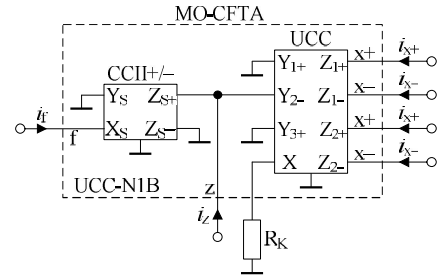 MO-CFTA
UCC
CCII+/-
Y1+ Z1+ x+ ix+
YS ZS+ Y2- Z1- x- ix-
if f XS ZS- Y3+ Z2+ x+ ix+
X Z2- x- ix-
UCC-N1B
z
iz
RK